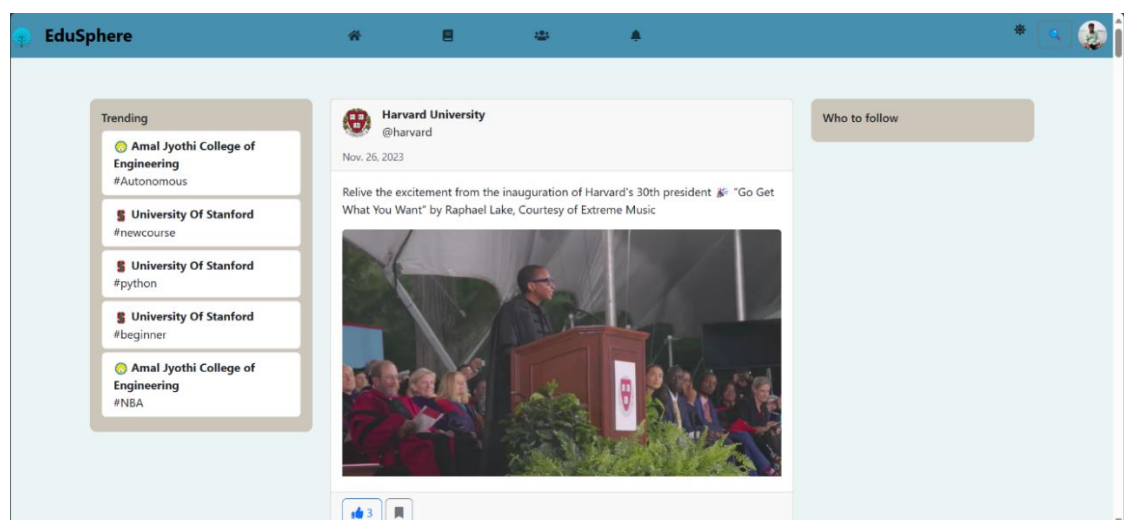 EduSphere
Trending
Amal Jyothi College of
Engineering
#Autonomous
University Of Stanford
#newcourse
University Of Stanford
#python
University Of Stanford
#beginner
Amal Jyothi College of
Engineering
#NBA
Harvard University
@harvard
Nov. 26, 2023
Relive the excitement from the inauguration of Harvard's 30th president 🎉 "Go Get
What You Want" by Raphael Lake, Courtesy of Extreme Music
3
Who to follow